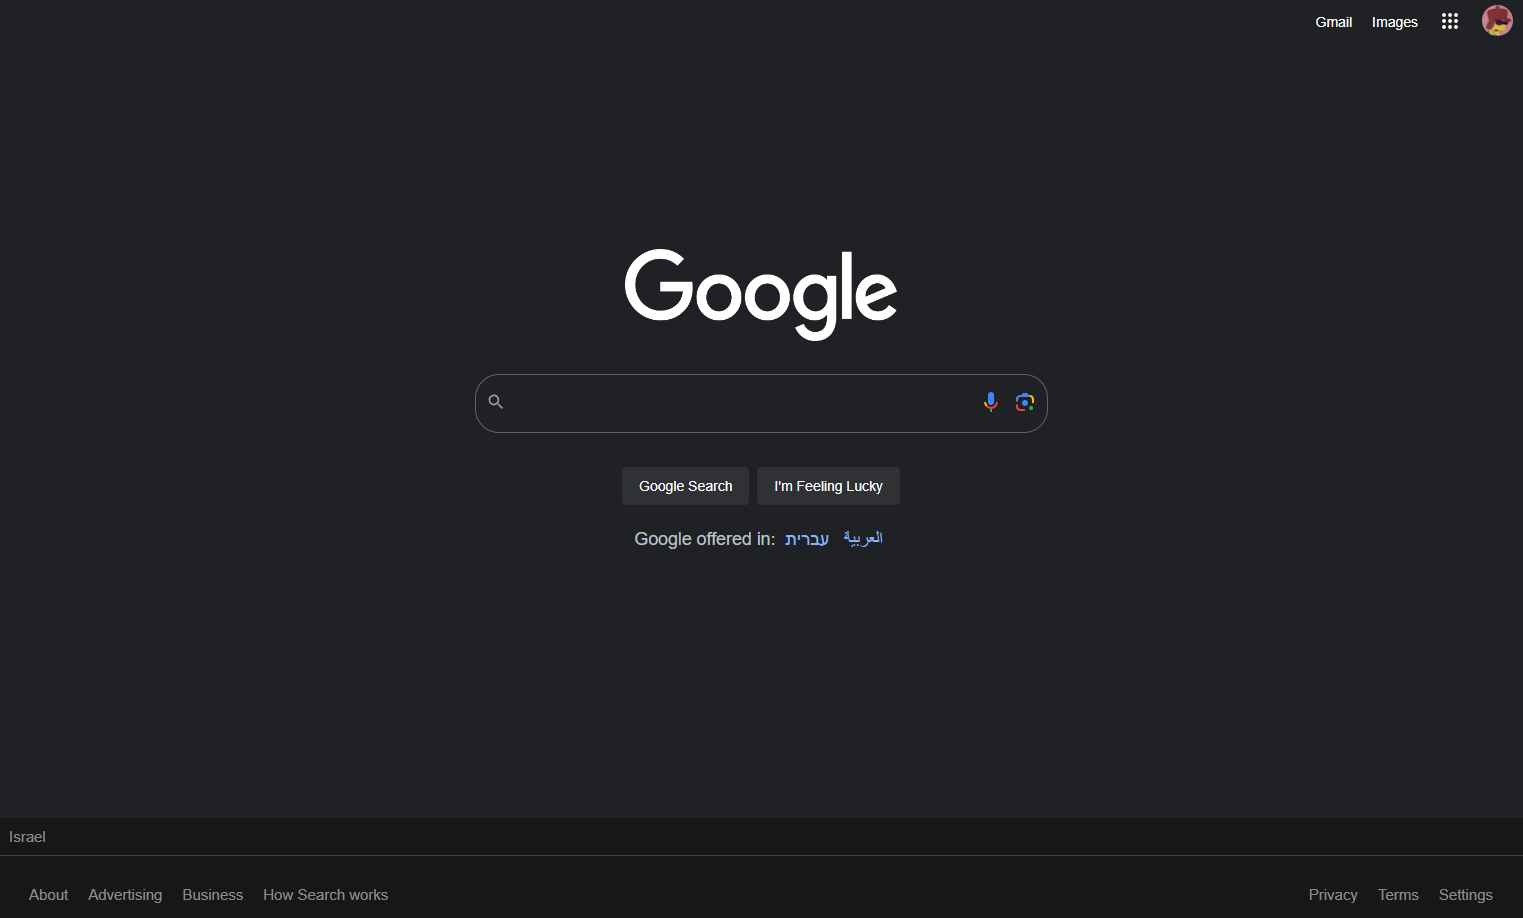 Gmail Images
Google
Google Search I'm Feeling Lucky
Google offered in: עברית العربية
Israel
About Advertising Business How Search works Privacy Terms Settings